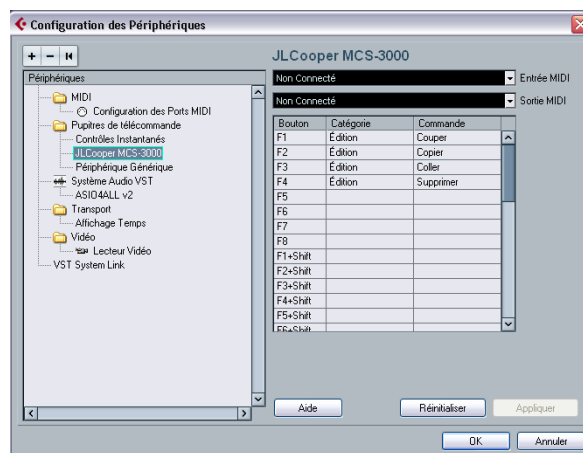 Configuration des Périphériques
Périphériques
MIDI
Configuration des Ports MIDI
Pupitres de télécommande
Contrôles Instantanés
JLCooper MCS-3000
Périphérique Générique
Système Audio VST
ASIO4ALL v2
Transport
Affichage Temps
Vidéo
Lecteur Vidéo
VST System Link
JLCooper MCS-3000
Non Connecté Entrée MIDI
Non Connecté Sortie MIDI
Bouton Catégorie Commande
F1 Édition Couper
F2 Édition Copier
F3 Édition Coller
F4 Édition Supprimer
F5
F6
F7
F8
F1+Shift
F2+Shift
F3+Shift
F4+Shift
F5+Shift
F6+Shift
Aide Réinitialiser Appliquer
OK Annuler